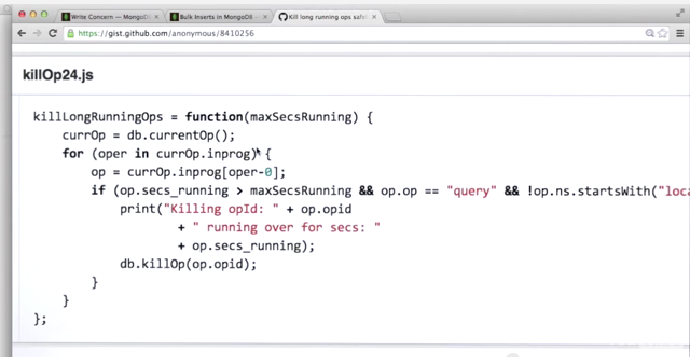 Write Concern — MongoDB
Bulk Inserts in MongoDB —
Kill long running ops safel
https://gist.github.com/anonymous/8410256
killOp24.js
killLongRunningOps = function(maxSecsRunning) {
currOp = db.currentOp();
for (oper in currOp.inprog) {
op = currOp.inprog[oper-0];
if (op.secs_running > maxSecsRunning && op.op == "query" && !op.ns.startsWith("loca
print("Killing opId: " + op.opid
+ " running over for secs: "
+ op.secs_running);
db.killOp(op.opid);
}
}
};